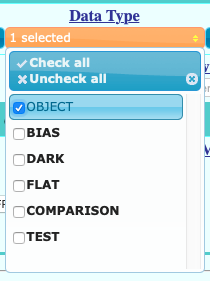 Data Type
1 selected
Check all
Uncheck all
OBJECT
BIAS
DARK
FLAT
COMPARISON
TEST